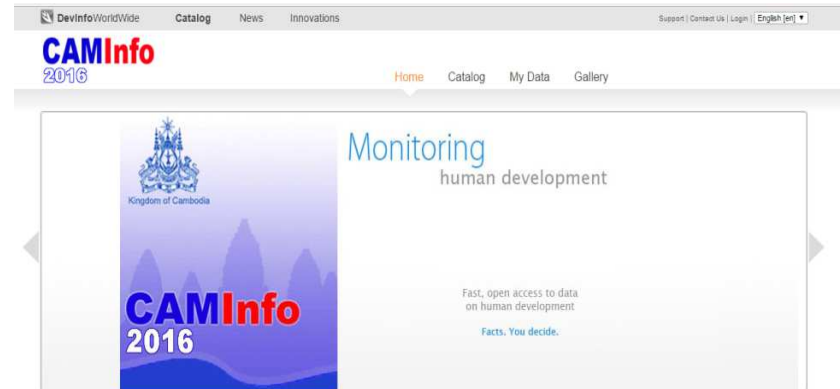 DevInfoWorldWide Catalog News Innovations Support | Contact Us | Login | English [en]
CAMInfo
2016
Home Catalog My Data Gallery
Monitoring
human development
Kingdom of Cambodia
Fast, open access to data
on human development
CAMInfo
2016
Facts. You decide.